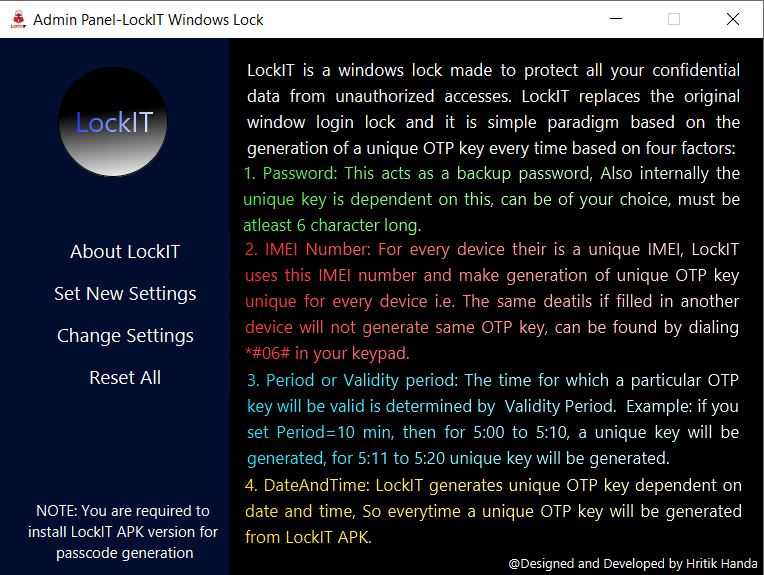 Admin Panel-LockIT Windows Lock
LockIT
About LockIT
Set New Settings
Change Settings
Reset All
NOTE: You are required to
install LockIT APK version for
passcode generation
LockIT is a windows lock made to protect all your confidential
data from unauthorized accesses. LockIT replaces the original
window login lock and it is simple paradigm based on the
generation of a unique OTP key every time based on four factors:
1. Password: This acts as a backup password, Also internally the
unique key is dependent on this, can be of your choice, must be
atleast 6 character long.
2. IMEI Number: For every device their is a unique IMEI, LockIT
uses this IMEI number and make generation of unique OTP key
unique for every device i.e. The same deatils if filled in another
device will not generate same OTP key, can be found by dialing
*#06# in your keypad.
3. Period or Validity period: The time for which a particular OTP
key will be valid is determined by  Validity Period.  Example: if you
set Period=10 min, then for 5:00 to 5:10, a unique key will be
generated, for 5:11 to 5:20 unique key will be generated.
4. DateAndTime: LockIT generates unique OTP key dependent on
date and time, So everytime a unique OTP key will be generated
from LockIT APK.
@Designed and Developed by Hritik Handa